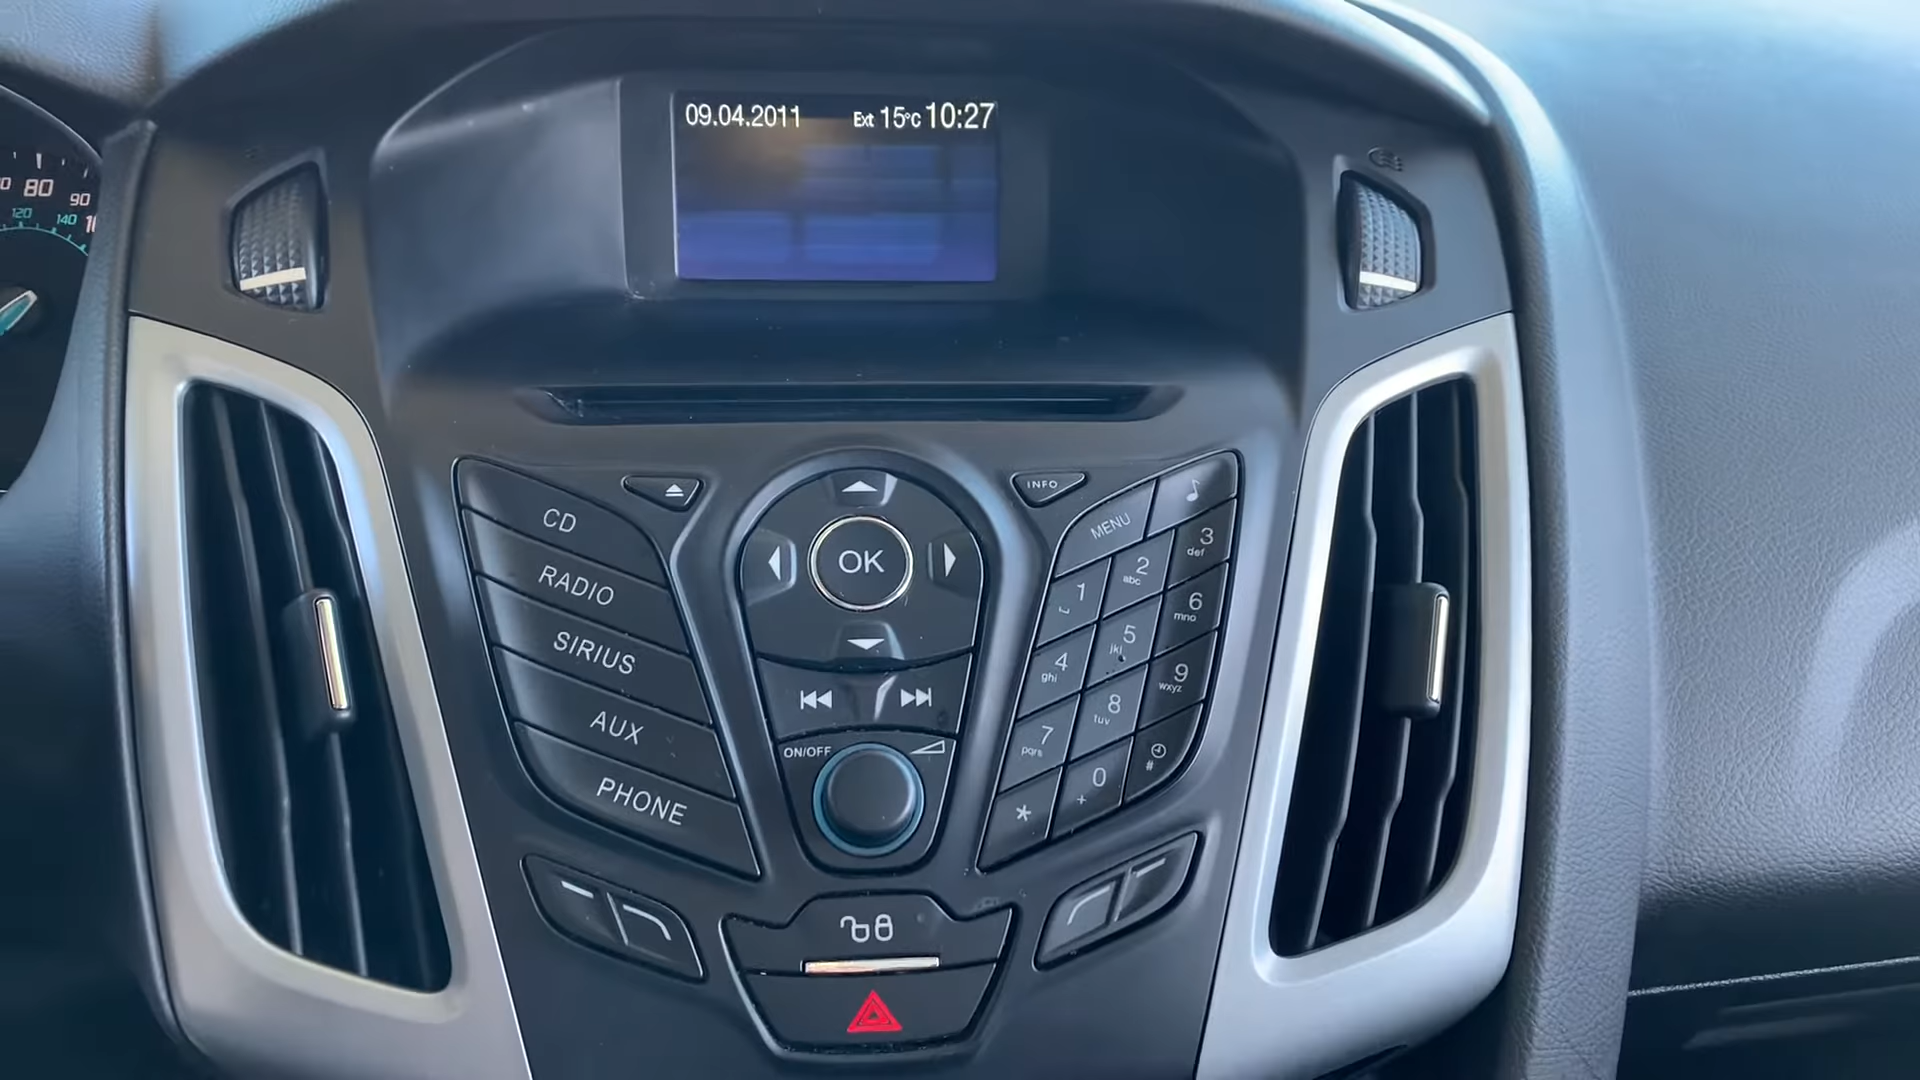 09.04.2011 Ext 15°C 10:27
80
90
120
140
CD
RADIO
SIRIUS
AUX
PHONE
OK
ON/OFF
INFO
MENU
1
2 abc
3 def
4 ghi
5 jkl
6 mno
7 pqrs
8 tuv
9 wxyz
*
0 +
#